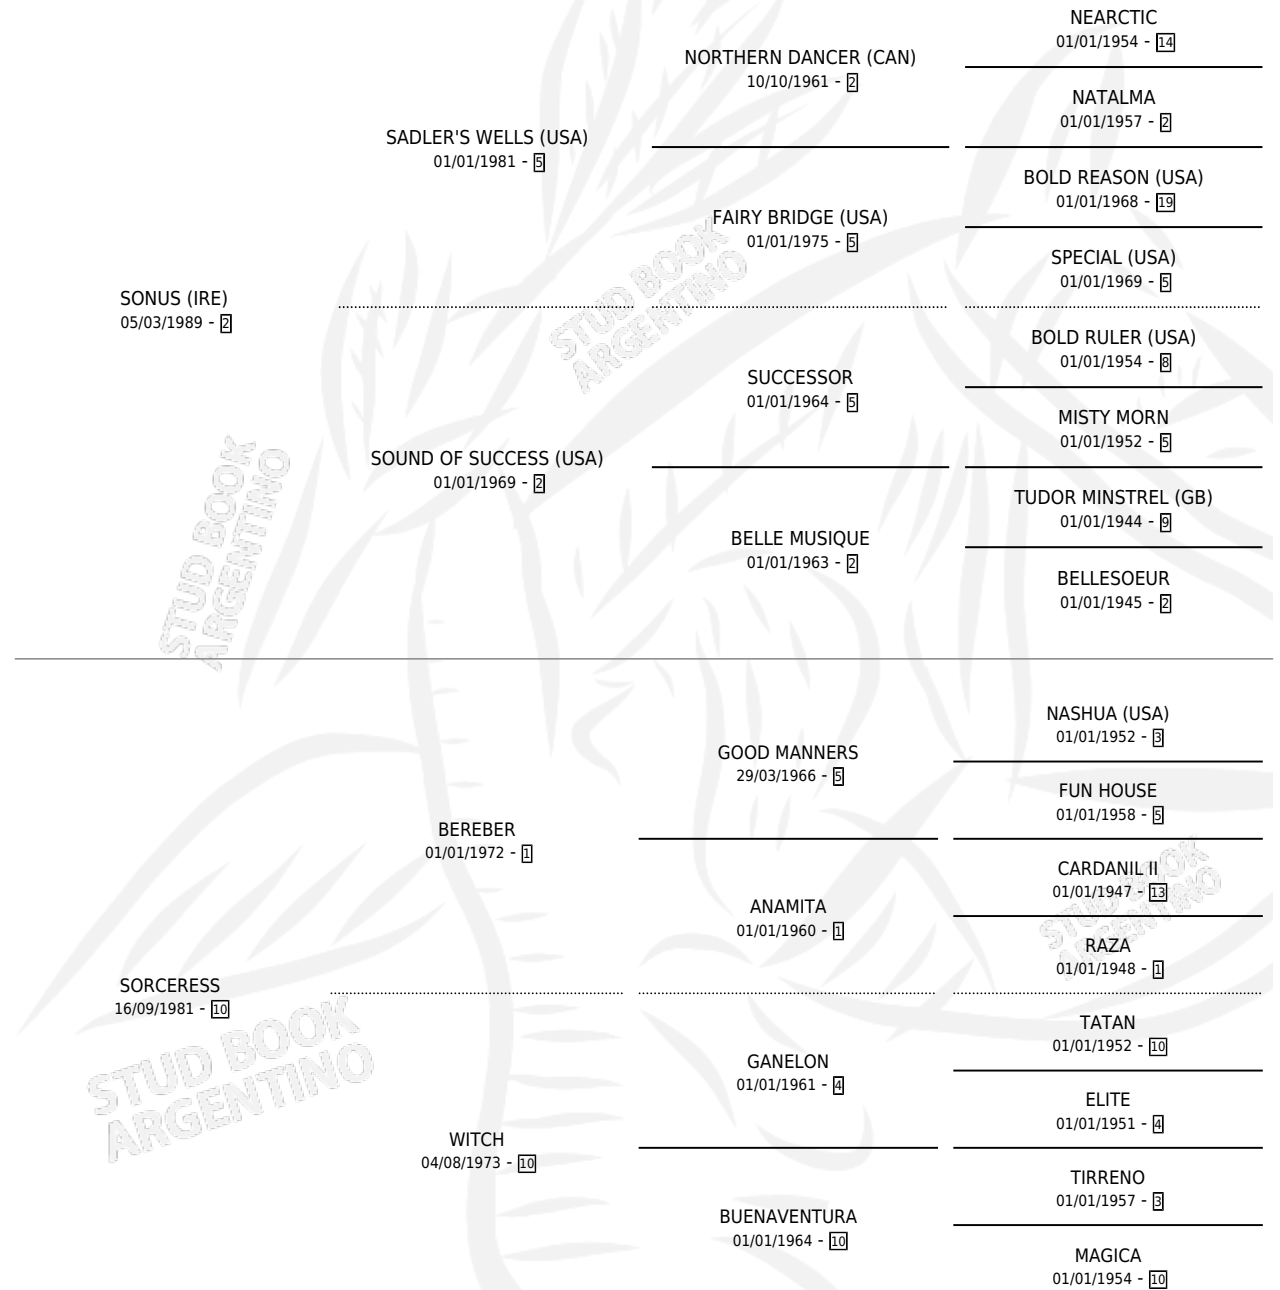 NEARCTIC
01/01/1954 - 14
NORTHERN DANCER (CAN)
10/10/1961 - 2
NATALMA
01/01/1957 - 2
SADLER'S WELLS (USA)
01/01/1981 - 5
BOLD REASON (USA)
01/01/1968 - 19
FAIRY BRIDGE (USA)
01/01/1975 - 5
SPECIAL (USA)
01/01/1969 - 5
SONUS (IRE)
05/03/1989 - 2
STUD BOOK
ARGENTINO
BOLD RULER (USA)
01/01/1954 - 8
SUCCESSOR
01/01/1964 - 5
MISTY MORN
01/01/1952 - 5
SOUND OF SUCCESS (USA)
01/01/1969 - 2
TUDOR MINSTREL (GB)
01/01/1944 - 9
BELLE MUSIQUE
01/01/1963 - 2
BELLESOEUR
01/01/1945 - 2
STUD BOOK
ARGENTINO
NASHUA (USA)
01/01/1952 - 3
GOOD MANNERS
29/03/1966 - 5
FUN HOUSE
01/01/1958 - 5
BEREBER
01/01/1972 - 1
CARDANIL II
01/01/1947 - 13
ANAMITA
01/01/1960 - 1
STUD BOOK
ARGENTINO
RAZA
01/01/1948 - 1
SORCERESS
16/09/1981 - 10
TATAN
01/01/1952 - 10
GANELON
01/01/1961 - 4
STUD BOOK
ARGENTINO
ELITE
01/01/1951 - 4
WITCH
04/08/1973 - 10
TIRRENO
01/01/1957 - 3
BUENAVENTURA
01/01/1964 - 10
MAGICA
01/01/1954 - 10